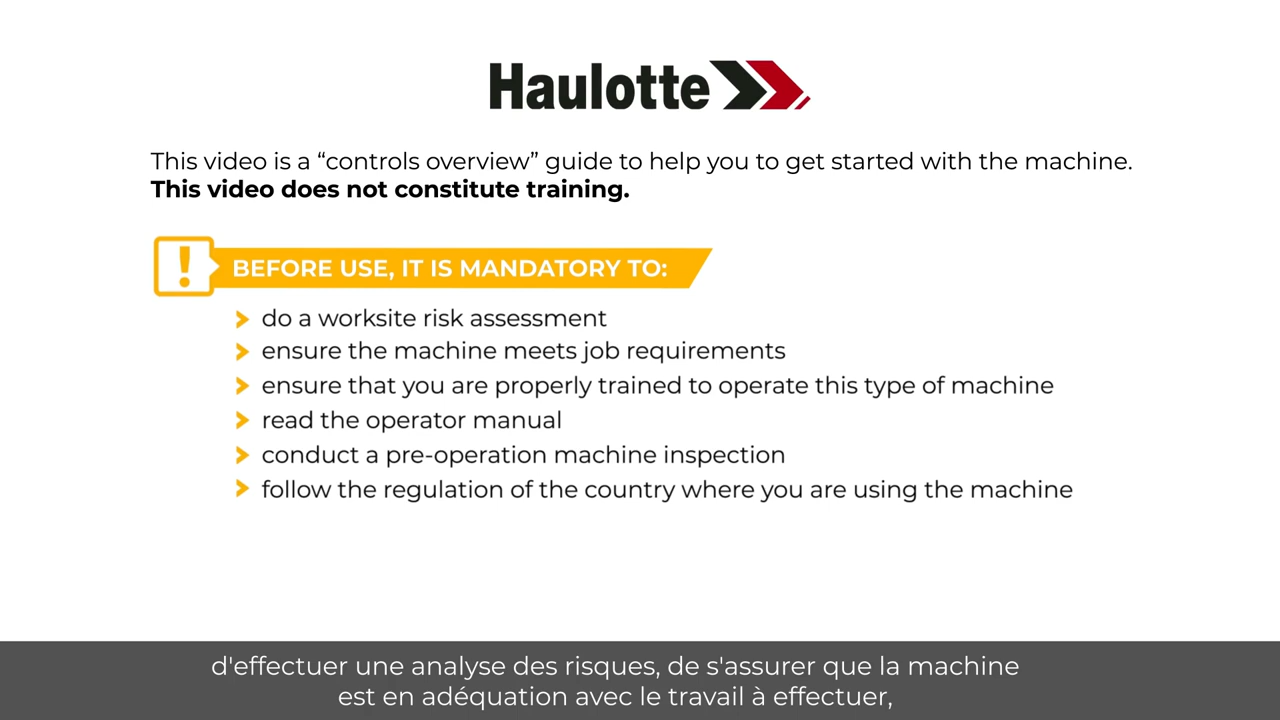 Haulotte
This video is a “controls overview” guide to help you to get started with the machine.
This video does not constitute training.
BEFORE USE, IT IS MANDATORY TO:
do a worksite risk assessment
ensure the machine meets job requirements
ensure that you are properly trained to operate this type of machine
read the operator manual
conduct a pre-operation machine inspection
follow the regulation of the country where you are using the machine
d'effectuer une analyse des risques, de s'assurer que la machine
est en adéquation avec le travail à effectuer,